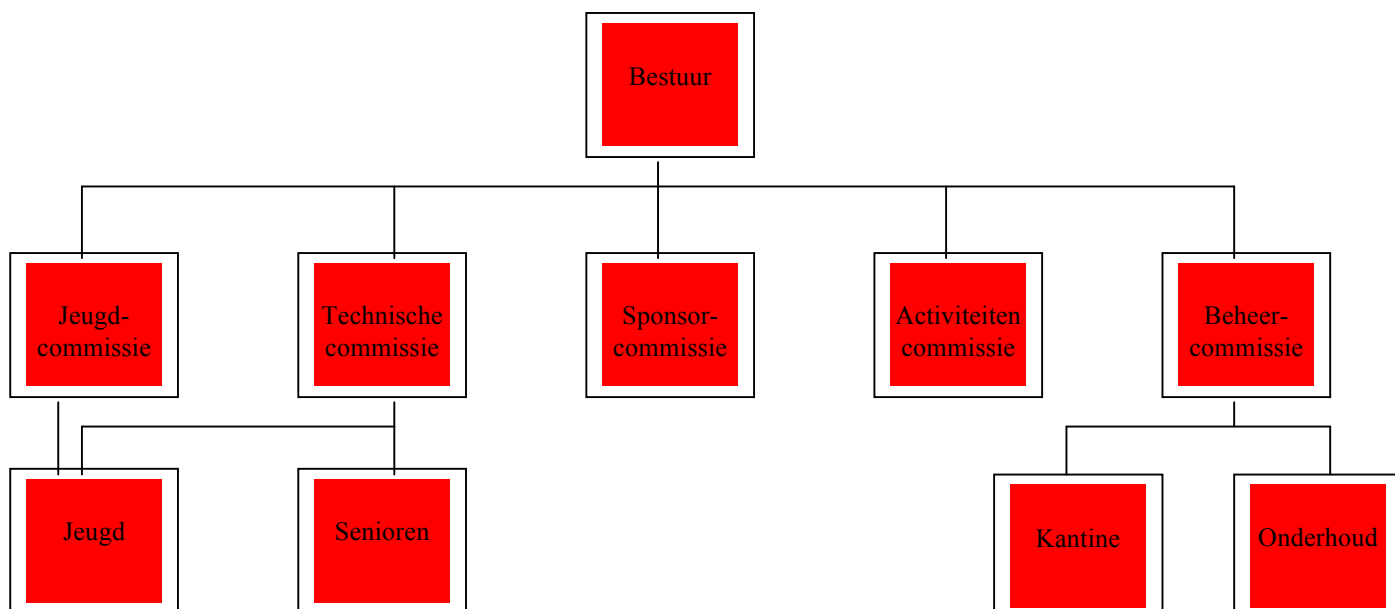 Bestuur
Jeugd-
commissie
Technische
commissie
Sponsor-
commissie
Activiteiten
commissie
Beheer-
commissie
Jeugd
Senioren
Kantine
Onderhoud